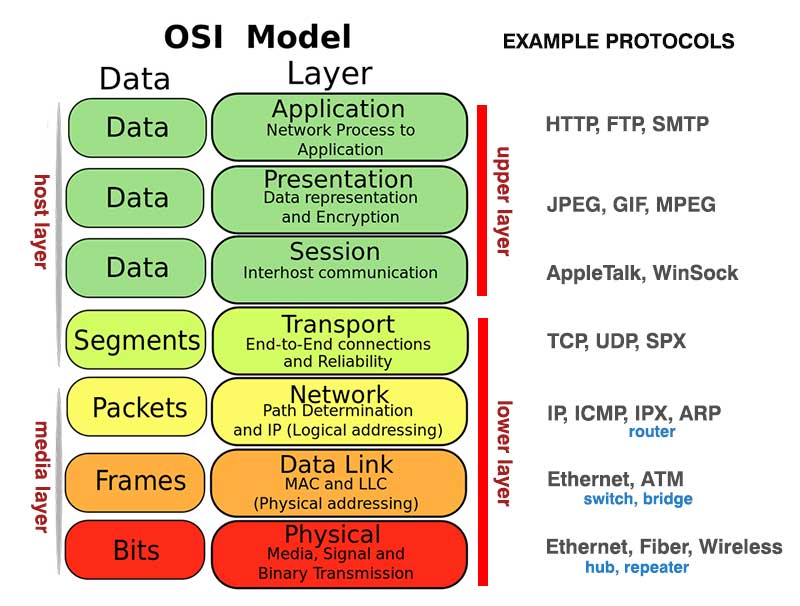 OSI Model
EXAMPLE PROTOCOLS
Data
Layer
Data
Application
Network Process to
Application
HTTP, FTP, SMTP
Data
Presentation
Data representation
and Encryption
JPEG, GIF, MPEG
Data
Session
Interhost communication
AppleTalk, WinSock
Segments
Transport
End-to-End connections
and Reliability
TCP, UDP, SPX
Packets
Network
Path Determination
and IP (Logical addressing)
IP, ICMP, IPX, ARP
router
Frames
Data Link
MAC and LLC
(Physical addressing)
Ethernet, ATM
switch, bridge
Bits
Physical
Media, Signal and
Binary Transmission
Ethernet, Fiber, Wireless
hub, repeater
host layer
media layer
upper layer
lower layer